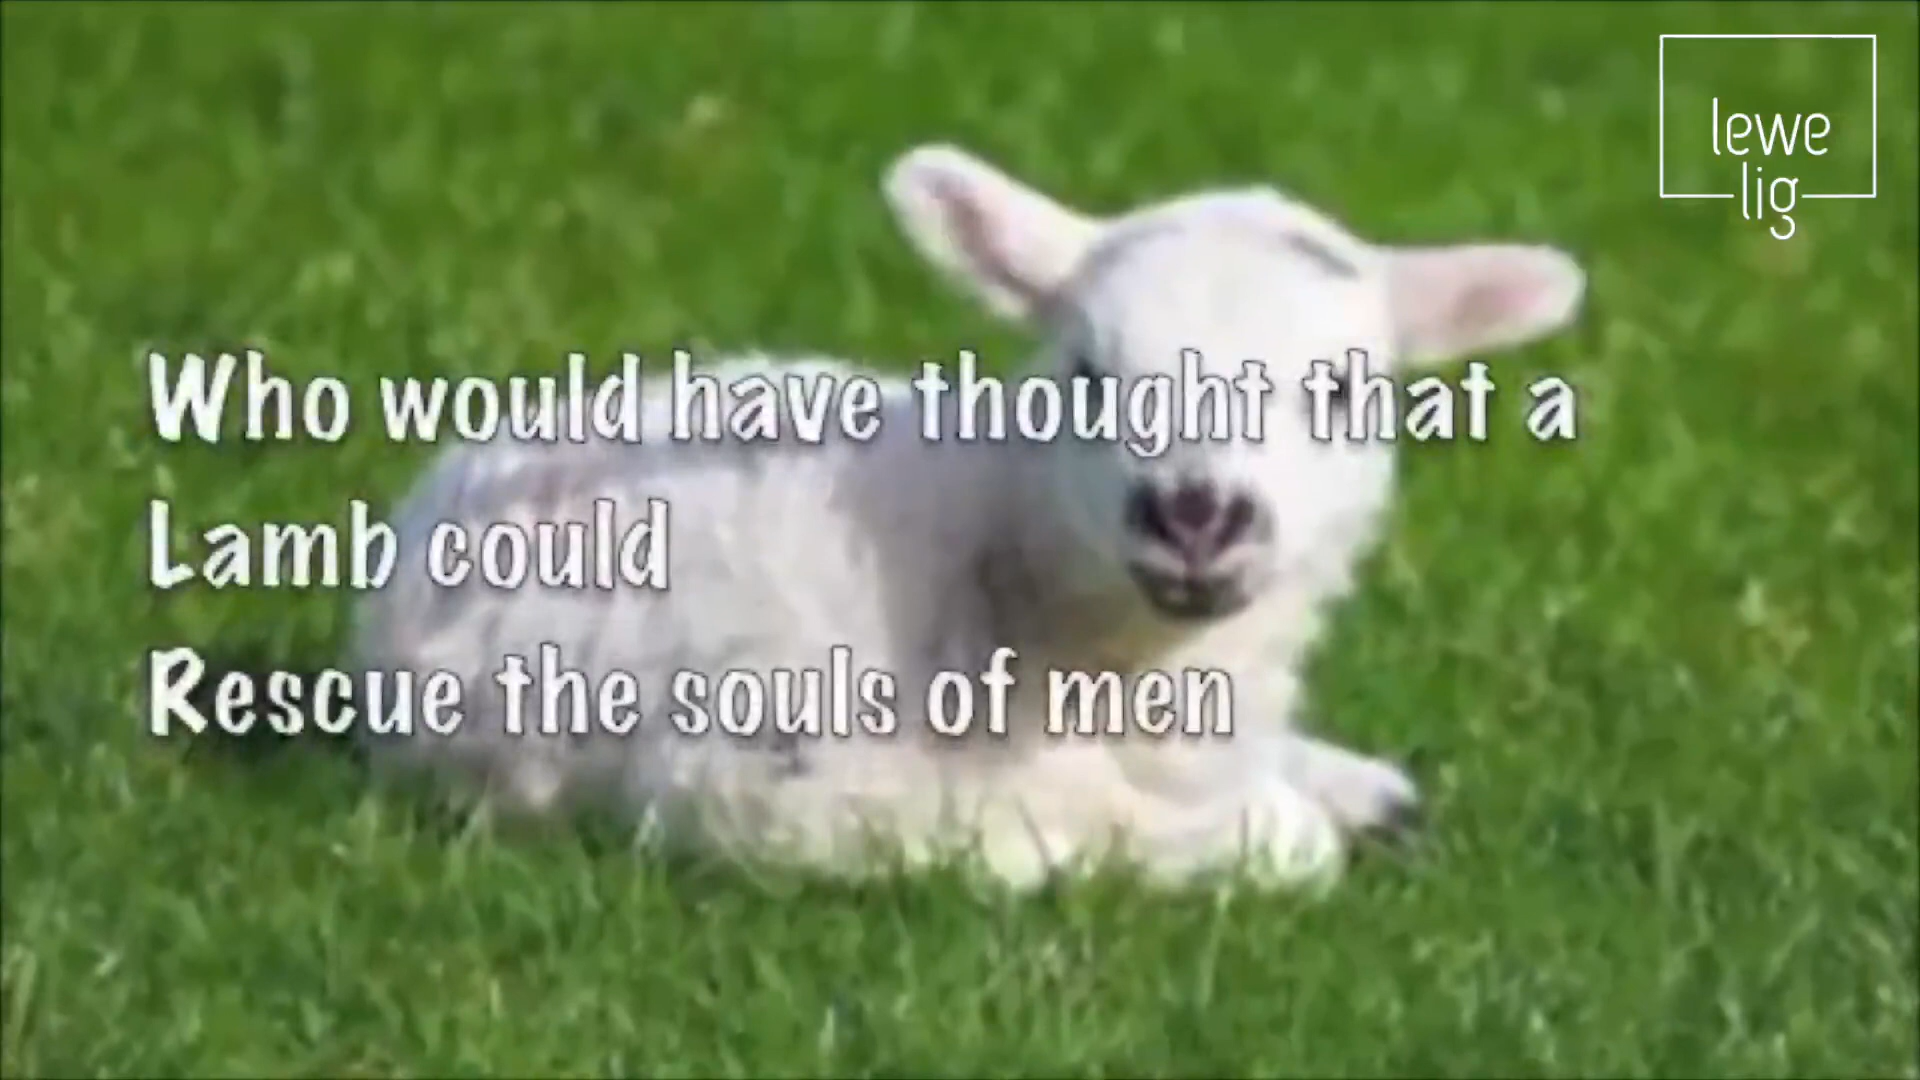 lewe
lig
Who would have thought that a
Lamb could
Rescue the souls of men